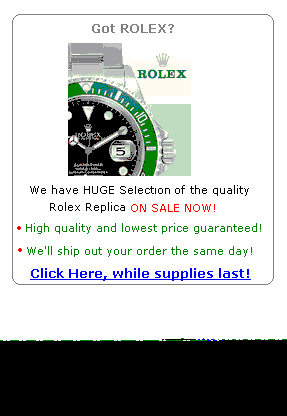 Got ROLEX?
ROLEX
ROLEX
5
We have HUGE Selection of the quality
Rolex Replica ON SALE NOW!
• High quality and lowest price guaranteed!
• We'll ship out your order the same day!
Click Here, while supplies last!